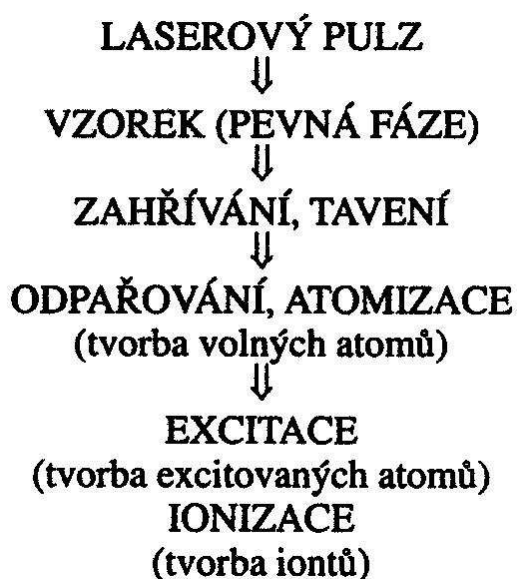 LASEROVÝ PULZ
⇓
VZOREK (PEVNÁ FÁZE)
⇓
ZAHŘÍVÁNÍ, TAVENÍ
⇓
ODPAŘOVÁNÍ, ATOMIZACE
(tvorba volných atomů)
⇓
EXCITACE
(tvorba excitovaných atomů)
IONIZACE
(tvorba iontů)